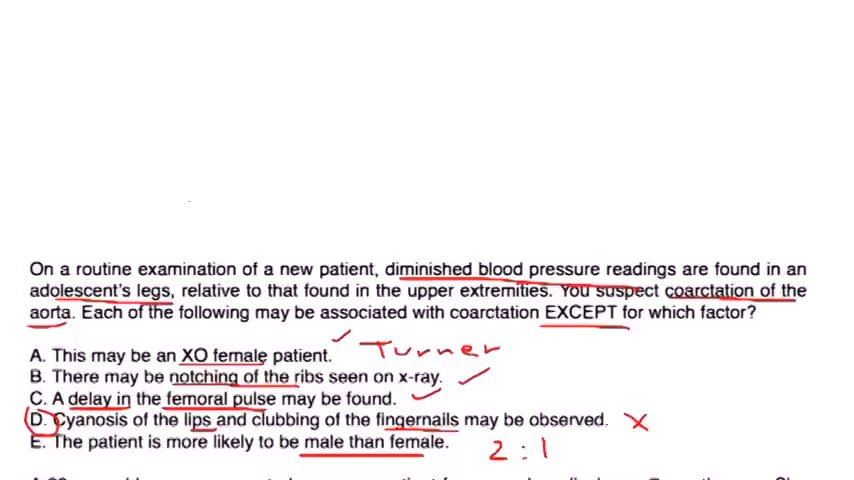 On a routine examination of a new patient, diminished blood pressure readings are found in an
adolescent's legs, relative to that found in the upper extremities. You suspect coarctation of the
aorta. Each of the following may be associated with coarctation EXCEPT for which factor?
A. This may be an XO female patient. Turner
B. There may be notching of the ribs seen on x-ray.
C. A delay in the femoral pulse may be found.
D. Cyanosis of the lips and clubbing of the fingernails may be observed.
E. The patient is more likely to be male than female. 2 : 1